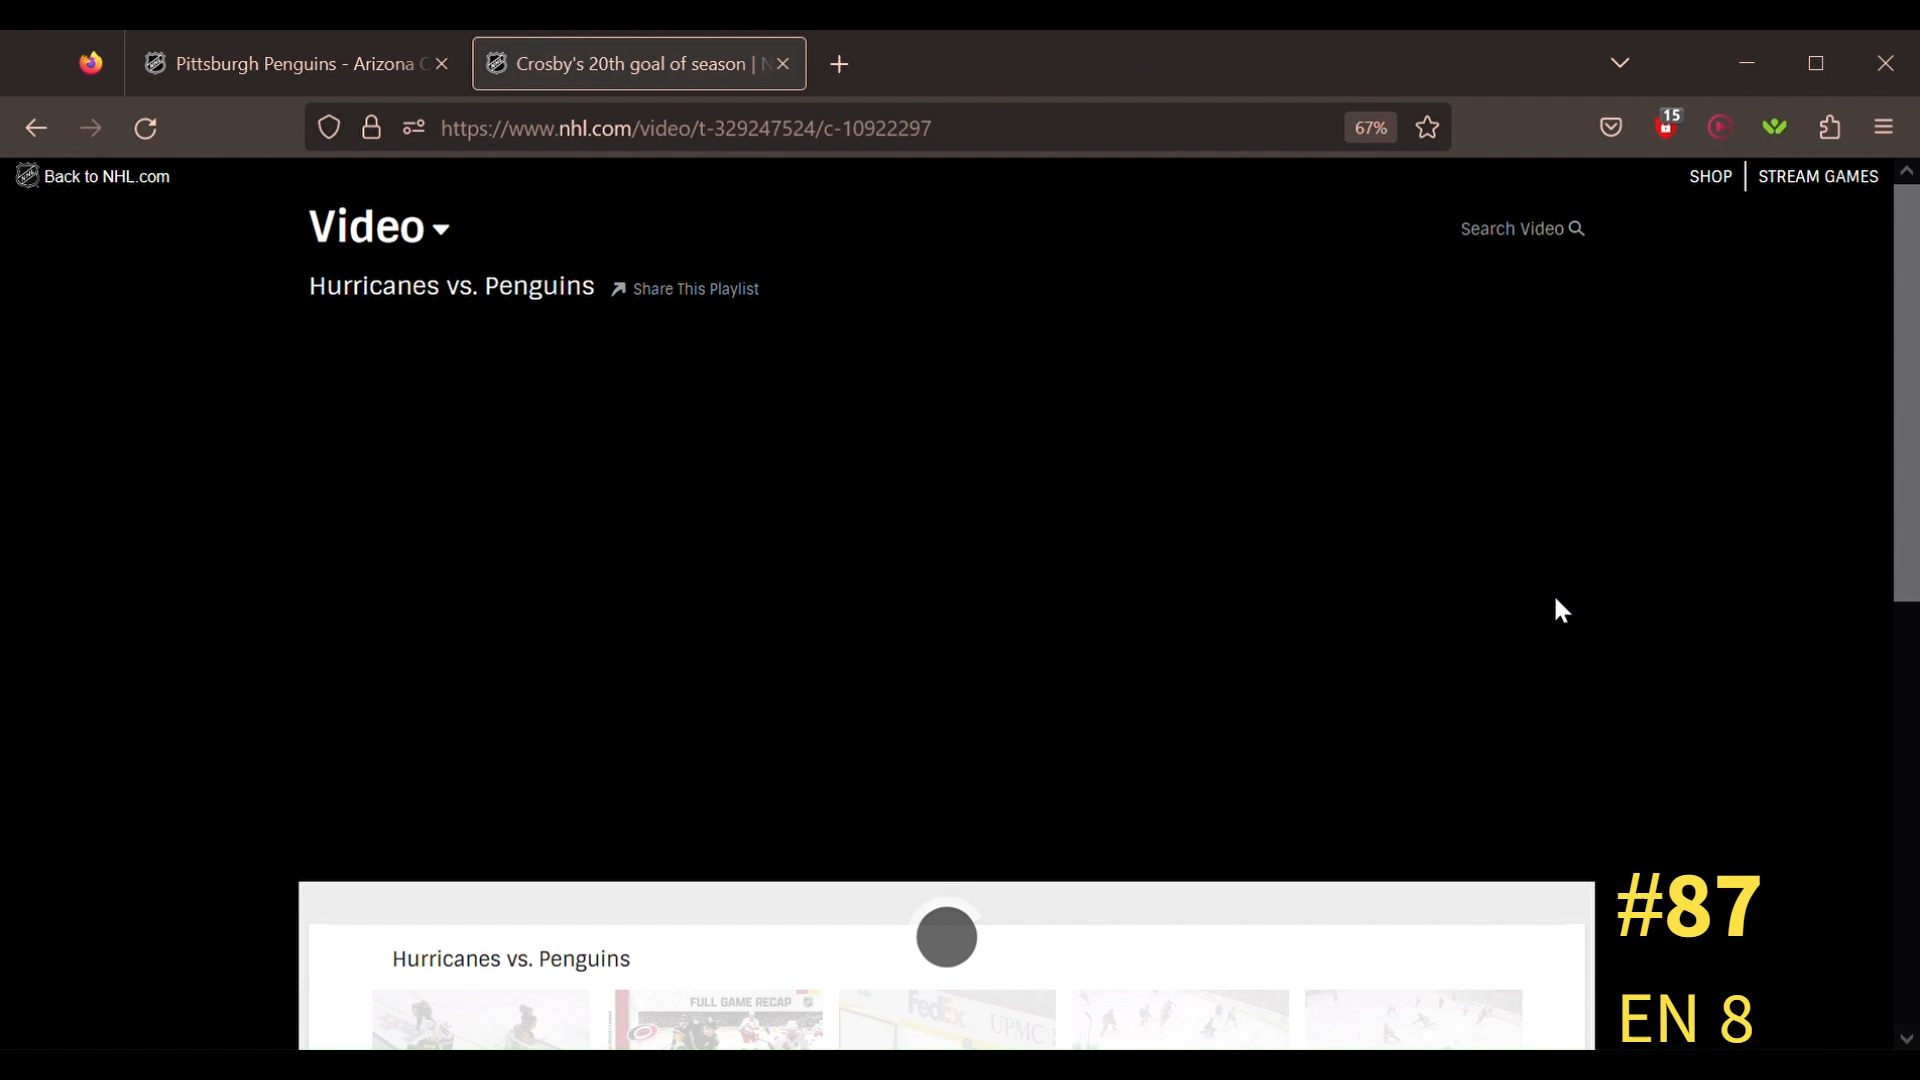 Pittsburgh Penguins - Arizona C
Crosby's 20th goal of season | N
https://www.nhl.com/video/t-329247524/c-10922297
67%
15
Back to NHL.com
SHOP
STREAM GAMES
Video
Search Video
Hurricanes vs. Penguins
Share This Playlist
#87
Hurricanes vs. Penguins
FULL GAME RECAP
FedEx
UPMC
EN 8